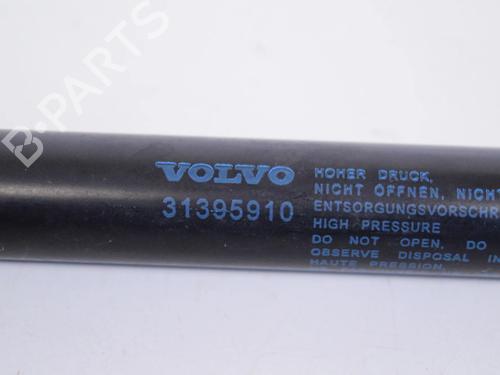 B-PARTS
VOLVO
31395910
HOHER DRUCK,
NICHT ÖFFNEN, NICHT
ENTSORGUNGSVORSCHR
HIGH PRESSURE
DO NOT OPEN, DO
OBSERVE DISPOSAL IN
HAUTE PRESSION,